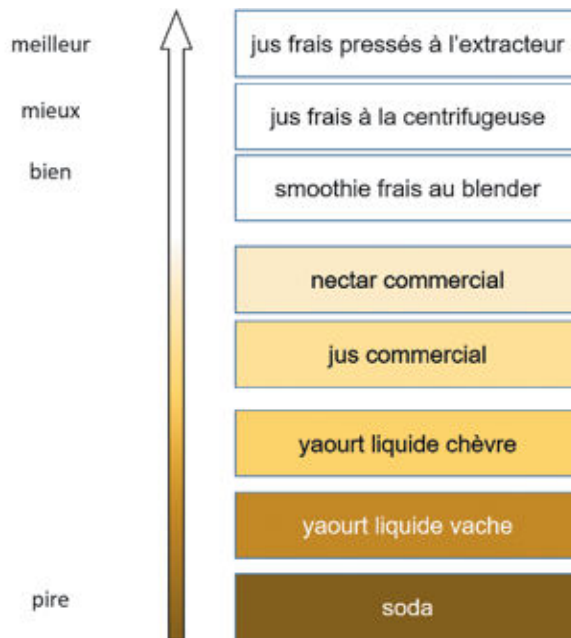 meilleur
jus frais pressés à l'extracteur
mieux
jus frais à la centrifugeuse
bien
smoothie frais au blender
nectar commercial
jus commercial
yaourt liquide chèvre
yaourt liquide vache
pire
soda